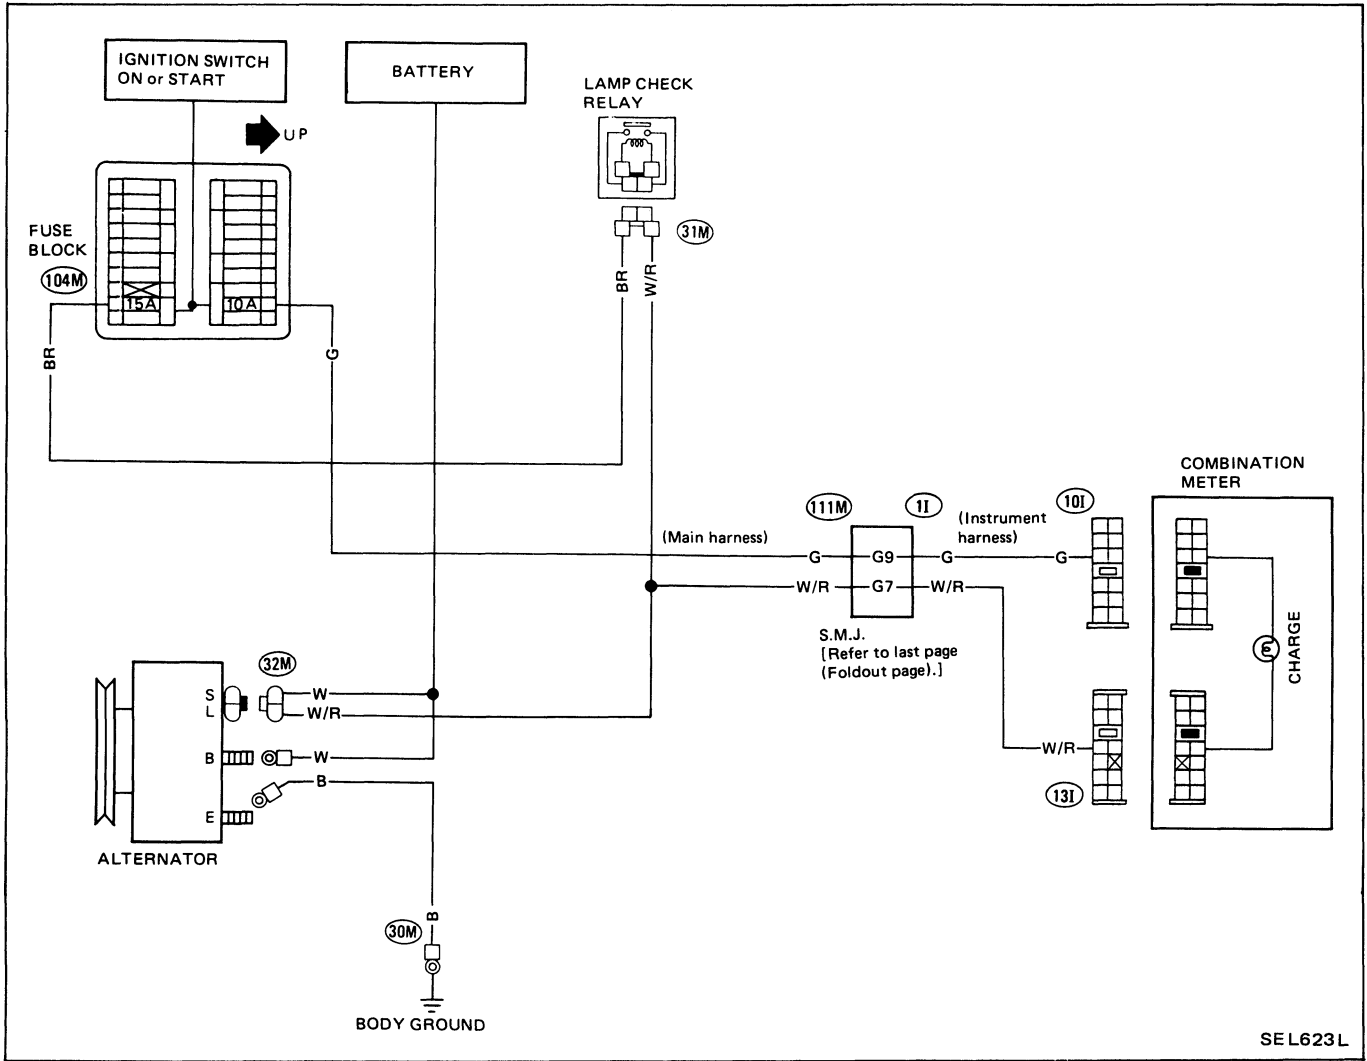 IGNITION SWITCH
ON or START
BATTERY
LAMP CHECK
RELAY
UP
FUSE
BLOCK
104M
15A
10A
31M
BR
W/R
BR
G
COMBINATION
METER
111M
1I
10I
(Main harness)
(Instrument
harness)
G
G9
G
G
W/R
G7
W/R
S.M.J.
[Refer to last page
(Foldout page).]
CHARGE
32M
S
W
L
W/R
B
W
W/R
B
13I
E
ALTERNATOR
B
30M
BODY GROUND
SEL623L